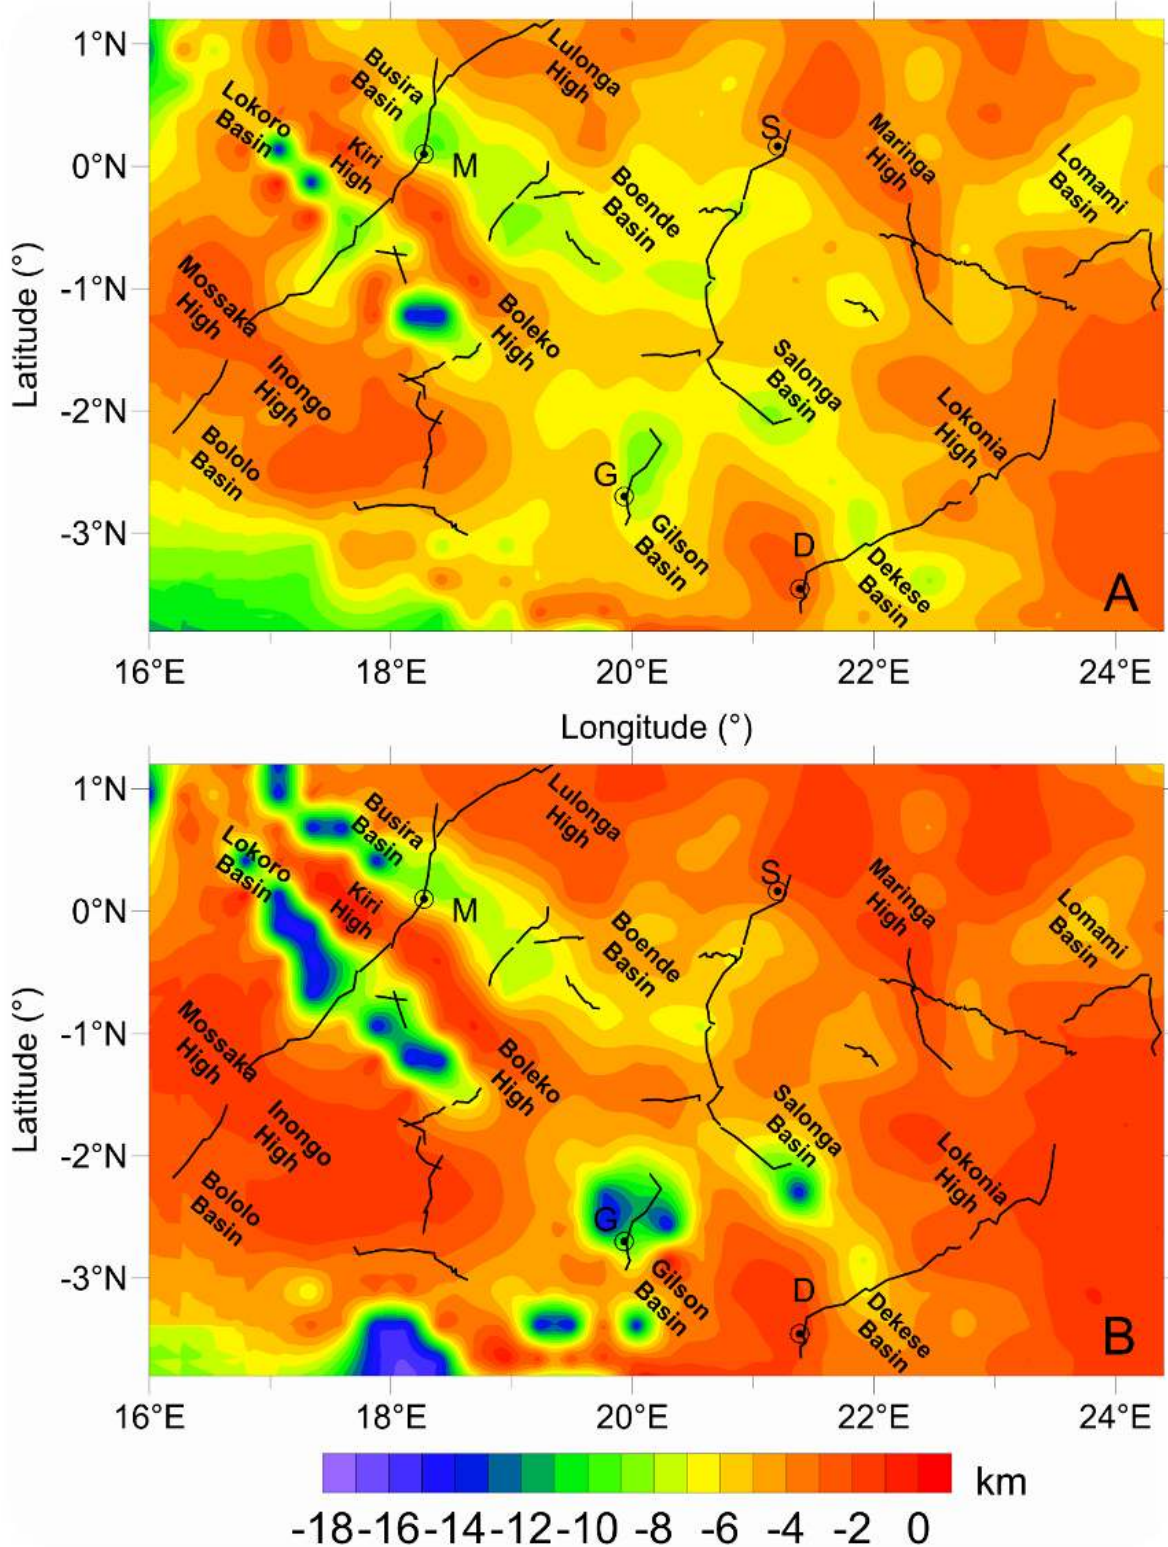 1°N
0°N
-1°N
-2°N
-3°N
Latitude (°)
Busira
Basin
Lulonga
High
Lokoro
Basin
Kiri
High
M
S
Maringa
High
Lomami
Basin
Boende
Basin
Mossaka
High
Boleko
High
Inongo
High
Salonga
Basin
Lokonia
High
Bololo
Basin
G
Gilson
Basin
D
Dekese
Basin
A
16°E 18°E 20°E 22°E 24°E
Longitude (°)
1°N
0°N
-1°N
-2°N
-3°N
Latitude (°)
Busira
Basin
Lulonga
High
Lokoro
Basin
Kiri
High
M
S
Maringa
High
Lomami
Basin
Boende
Basin
Mossaka
High
Boleko
High
Inongo
High
Salonga
Basin
Lokonia
High
Bololo
Basin
G
Gilson
Basin
D
Dekese
Basin
B
16°E 18°E 20°E 22°E 24°E
km
-18 -16 -14 -12 -10 -8 -6 -4 -2 0